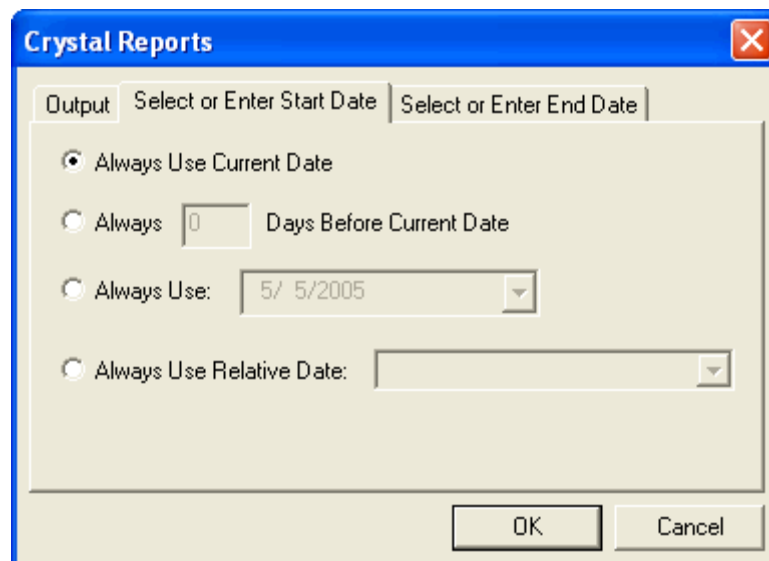 Crystal Reports
Output Select or Enter Start Date Select or Enter End Date
Always Use Current Date
Always 0 Days Before Current Date
Always Use: 5/ 5/2005
Always Use Relative Date:
OK Cancel